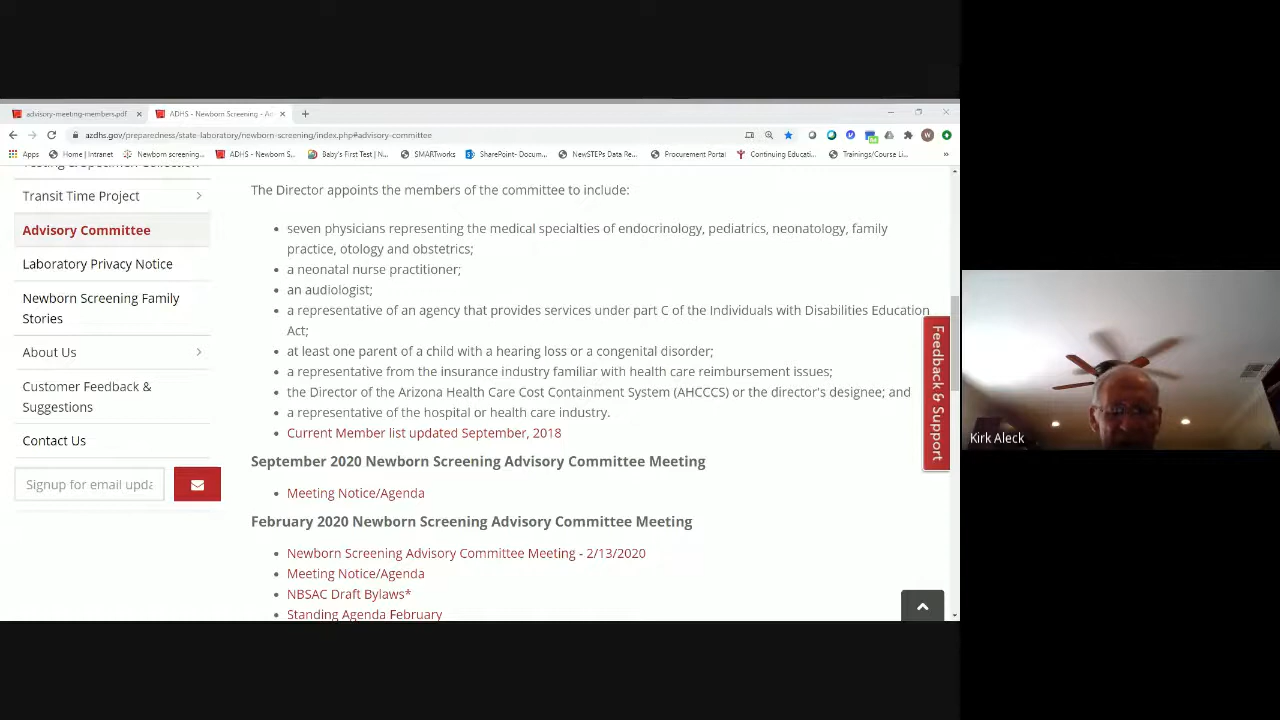 advisory-meeting-members.pdf
ADHS - Newborn Screening - Ad
azdhs.gov/preparedness/state-laboratory/newborn-screening/index.php#advisory-committee
Apps
Home | Intranet
Newborn screening...
ADHS - Newborn S...
Baby's First Test | N...
SMARTworks
SharePoint- Docum...
NewSTEPs Data Re...
Procurement Portal
Continuing Educati...
Trainings/Course Li...
»
Transit Time Project
Advisory Committee
Laboratory Privacy Notice
Newborn Screening Family
Stories
About Us
Customer Feedback &
Suggestions
Contact Us
Signup for email upda
The Director appoints the members of the committee to include:
seven physicians representing the medical specialties of endocrinology, pediatrics, neonatology, family
practice, otology and obstetrics;
a neonatal nurse practitioner;
an audiologist;
a representative of an agency that provides services under part C of the Individuals with Disabilities Education
Act;
at least one parent of a child with a hearing loss or a congenital disorder;
a representative from the insurance industry familiar with health care reimbursement issues;
the Director of the Arizona Health Care Cost Containment System (AHCCCS) or the director's designee; and
a representative of the hospital or health care industry.
Current Member list updated September, 2018
September 2020 Newborn Screening Advisory Committee Meeting
Meeting Notice/Agenda
February 2020 Newborn Screening Advisory Committee Meeting
Newborn Screening Advisory Committee Meeting - 2/13/2020
Meeting Notice/Agenda
NBSAC Draft Bylaws*
Standing Agenda February
Feedback & Support
Kirk Aleck